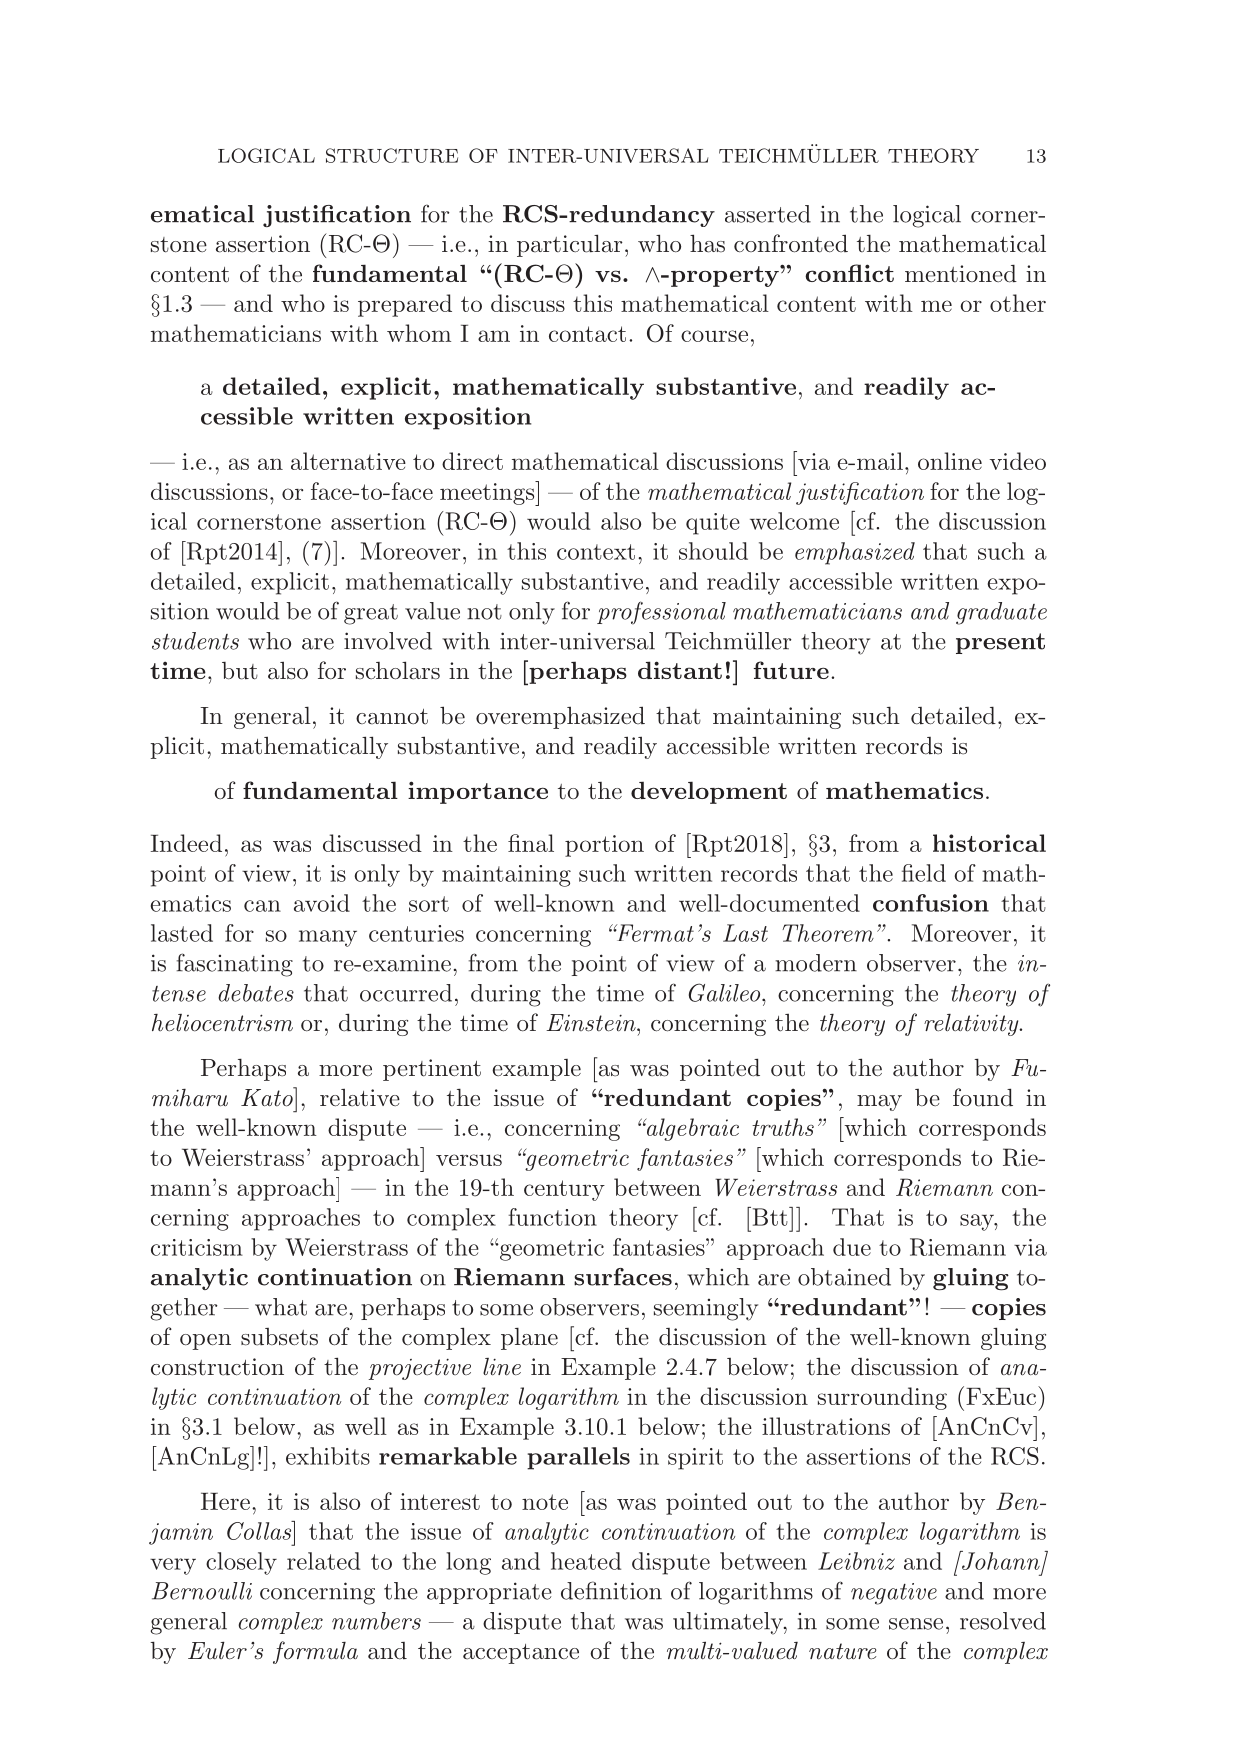 LOGICAL STRUCTURE OF INTER-UNIVERSAL TEICHMÜLLER THEORY 13
ematical justification for the RCS-redundancy asserted in the logical corner-
stone assertion (RC-Θ) — i.e., in particular, who has confronted the mathematical
content of the fundamental “(RC-Θ) vs. ∧-property” conflict mentioned in
§1.3 — and who is prepared to discuss this mathematical content with me or other
mathematicians with whom I am in contact. Of course,
a detailed, explicit, mathematically substantive, and readily ac-
cessible written exposition
— i.e., as an alternative to direct mathematical discussions [via e-mail, online video
discussions, or face-to-face meetings] — of the mathematical justification for the log-
ical cornerstone assertion (RC-Θ) would also be quite welcome [cf. the discussion
of [Rpt2014], (7)]. Moreover, in this context, it should be emphasized that such a
detailed, explicit, mathematically substantive, and readily accessible written expo-
sition would be of great value not only for professional mathematicians and graduate
students who are involved with inter-universal Teichmüller theory at the present
time, but also for scholars in the [perhaps distant!] future.
In general, it cannot be overemphasized that maintaining such detailed, ex-
plicit, mathematically substantive, and readily accessible written records is
of fundamental importance to the development of mathematics.
Indeed, as was discussed in the final portion of [Rpt2018], §3, from a historical
point of view, it is only by maintaining such written records that the field of math-
ematics can avoid the sort of well-known and well-documented confusion that
lasted for so many centuries concerning “Fermat’s Last Theorem”. Moreover, it
is fascinating to re-examine, from the point of view of a modern observer, the in-
tense debates that occurred, during the time of Galileo, concerning the theory of
heliocentrism or, during the time of Einstein, concerning the theory of relativity.
Perhaps a more pertinent example [as was pointed out to the author by Fu-
miharu Kato], relative to the issue of “redundant copies”, may be found in
the well-known dispute — i.e., concerning “algebraic truths” [which corresponds
to Weierstrass’ approach] versus “geometric fantasies” [which corresponds to Rie-
mann’s approach] — in the 19-th century between Weierstrass and Riemann con-
cerning approaches to complex function theory [cf. [Btt]]. That is to say, the
criticism by Weierstrass of the “geometric fantasies” approach due to Riemann via
analytic continuation on Riemann surfaces, which are obtained by gluing to-
gether — what are, perhaps to some observers, seemingly “redundant”! — copies
of open subsets of the complex plane [cf. the discussion of the well-known gluing
construction of the projective line in Example 2.4.7 below; the discussion of ana-
lytic continuation of the complex logarithm in the discussion surrounding (FxEuc)
in §3.1 below, as well as in Example 3.10.1 below; the illustrations of [AnCnCv],
[AnCnLg]!], exhibits remarkable parallels in spirit to the assertions of the RCS.
Here, it is also of interest to note [as was pointed out to the author by Ben-
jamin Collas] that the issue of analytic continuation of the complex logarithm is
very closely related to the long and heated dispute between Leibniz and [Johann]
Bernoulli concerning the appropriate definition of logarithms of negative and more
general complex numbers — a dispute that was ultimately, in some sense, resolved
by Euler’s formula and the acceptance of the multi-valued nature of the complex